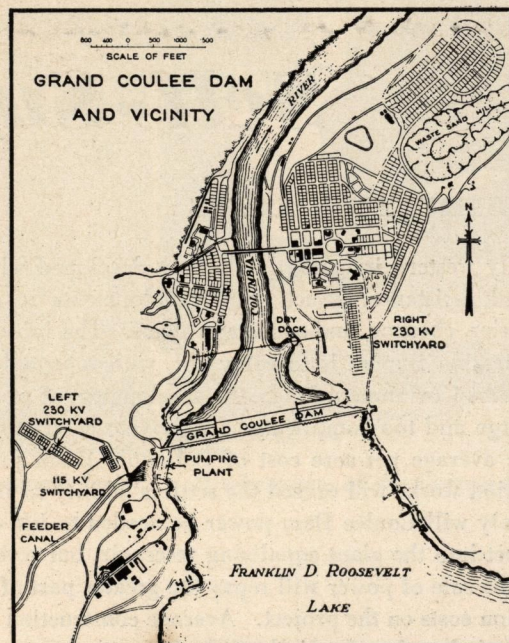 800 400 0 500 1000 1500
SCALE OF FEET
GRAND COULEE DAM
AND VICINITY
RIVER
WASTE SAND HILL
N
COLUMBIA
DRY
DOCK
RIGHT
230 KV
SWITCHYARD
LEFT
230 KV
SWITCHYARD
GRAND COULEE DAM
115 KV
SWITCHYARD
PUMPING
PLANT
FEEDER
CANAL
FRANKLIN D ROOSEVELT
LAKE